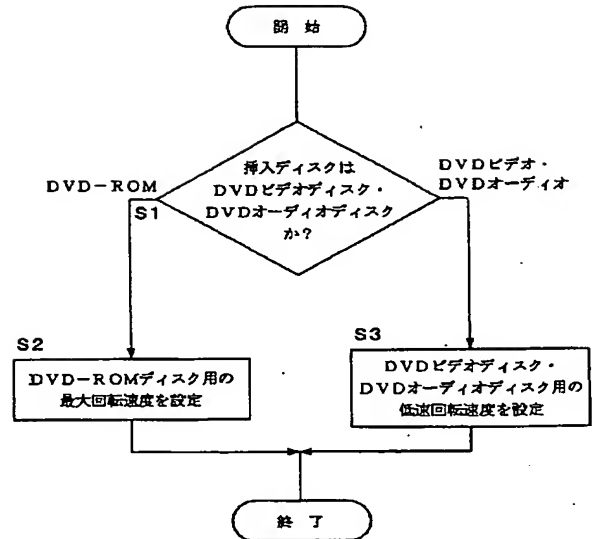 開 始
挿入ディスクは
DVDビデオディスク・
DVDオーディオディスク
か?
DVD-ROM
S1
DVDビデオ・
DVDオーディオ
S2
DVD-ROMディスク用の
最大回転速度を設定
S3
DVDビデオディスク・
DVDオーディオディスク用の
低速回転速度を設定
終 了